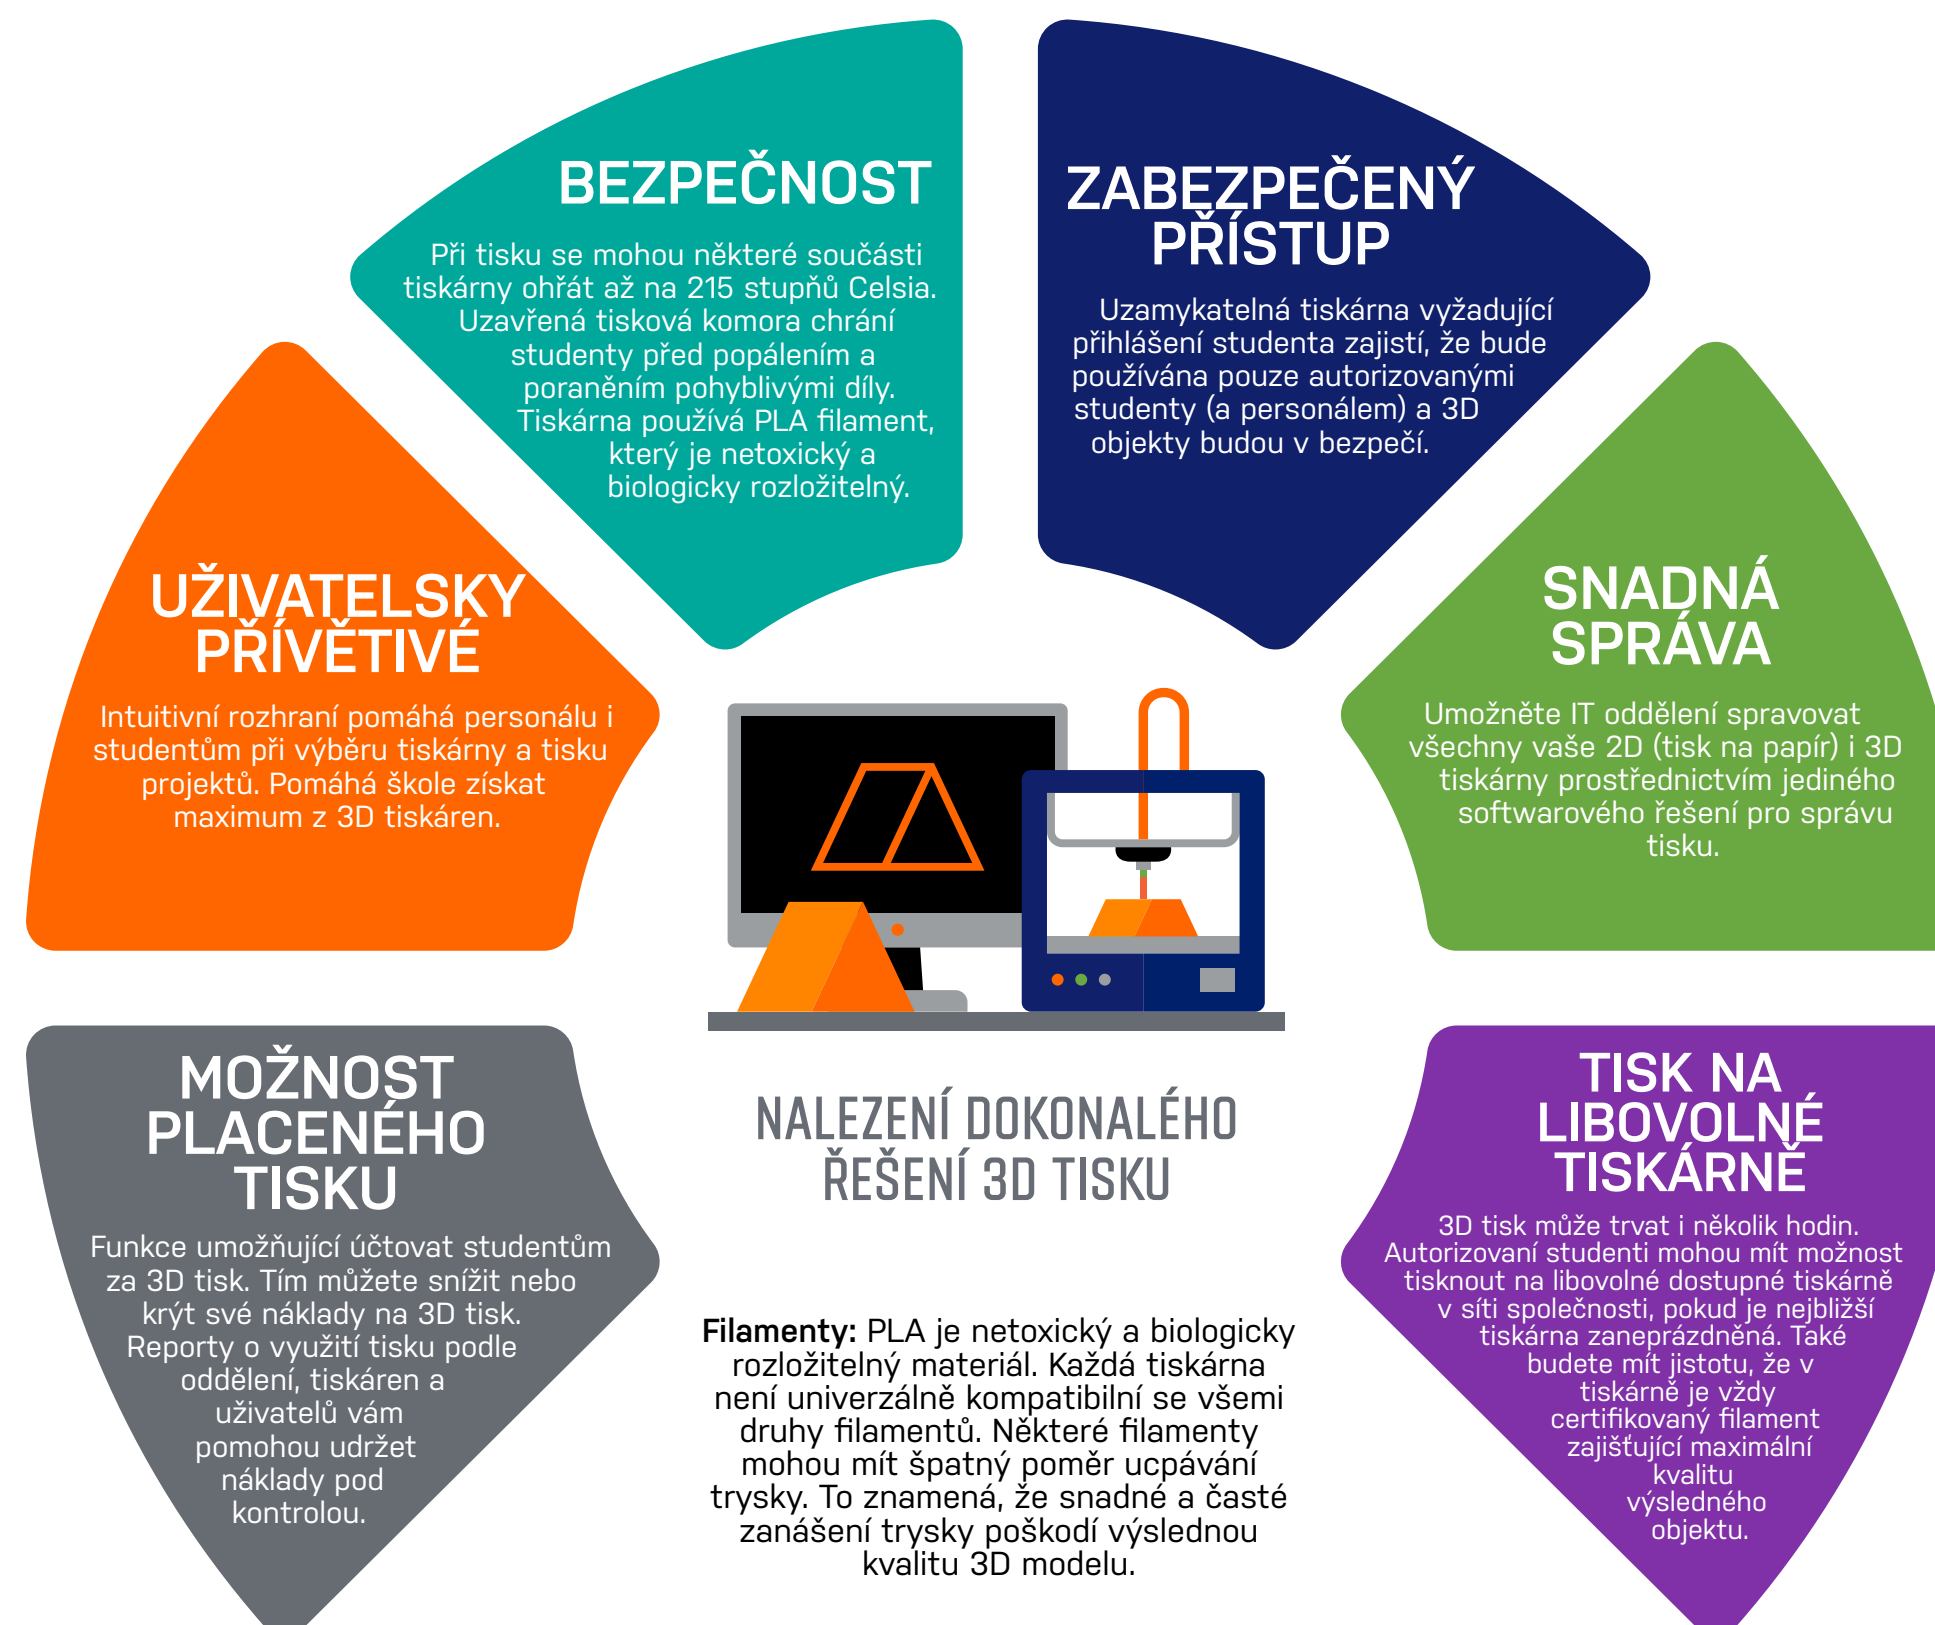 BEZPEČNOST
Při tisku se mohou některé součásti
tiskárny ohřát až na 215 stupňů Celsia.
Uzavřená tisková komora chrání
studenty před popálením a
poraněním pohyblivými díly.
Tiskárna používá PLA filament,
který je netoxický a
biologicky rozložitelný.
ZABEZPEČENÝ
PŘÍSTUP
Uzamykatelná tiskárna vyžadující
přihlášení studenta zajistí, že bude
používána pouze autorizovanými
studenty (a personálem) a 3D
objekty budou v bezpečí.
UŽIVATELSKY
PŘÍVĚTIVÉ
Intuitivní rozhraní pomáhá personálu i
studentům při výběru tiskárny a tisku
projektů. Pomáhá škole získat
maximum z 3D tiskáren.
SNADNÁ
SPRÁVA
Umožněte IT oddělení spravovat
všechny vaše 2D (tisk na papír) i 3D
tiskárny prostřednictvím jediného
softwarového řešení pro správu
tisku.
MOŽNOST
PLACENÉHO
TISKU
Funkce umožňující účtovat studentům
za 3D tisk. Tím můžete snížit nebo
krýt své náklady na 3D tisk.
Reporty o využití tisku podle
oddělení, tiskáren a
uživatelů vám
pomohou udržet
náklady pod
kontrolou.
NALEZENÍ DOKONALÉHO
ŘEŠENÍ 3D TISKU
Filamenty: PLA je netoxický a biologicky
rozložitelný materiál. Každá tiskárna
není univerzálně kompatibilní se všemi
druhy filamentů. Některé filamenty
mohou mít špatný poměr ucpávání
trysky. To znamená, že snadné a časté
zanášení trysky poškodí výslednou
kvalitu 3D modelu.
TISK NA
LIBOVOLNÉ
TISKÁRNĚ
3D tisk může trvat i několik hodin.
Autorizovaní studenti mohou mít možnost
tisknout na libovolné dostupné tiskárně
v síti společnosti, pokud je nejbližší
tiskárna zaneprázdněná. Také
budete mít jistotu, že v
tiskárně je vždy
certifikovaný filament
zajišťující maximální
kvalitu
výsledného
objektu.